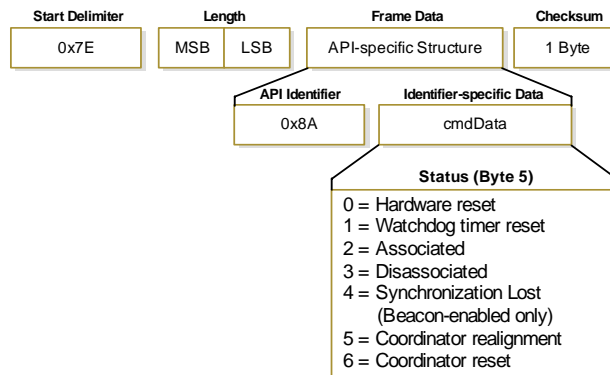 Start Delimiter
Length
Frame Data
Checksum
0x7E
MSB
LSB
API-specific Structure
1 Byte
API Identifier
Identifier-specific Data
0x8A
cmdData
Status (Byte 5)
0 = Hardware reset
1 = Watchdog timer reset
2 = Associated
3 = Disassociated
4 = Synchronization Lost
(Beacon-enabled only)
5 = Coordinator realignment
6 = Coordinator reset